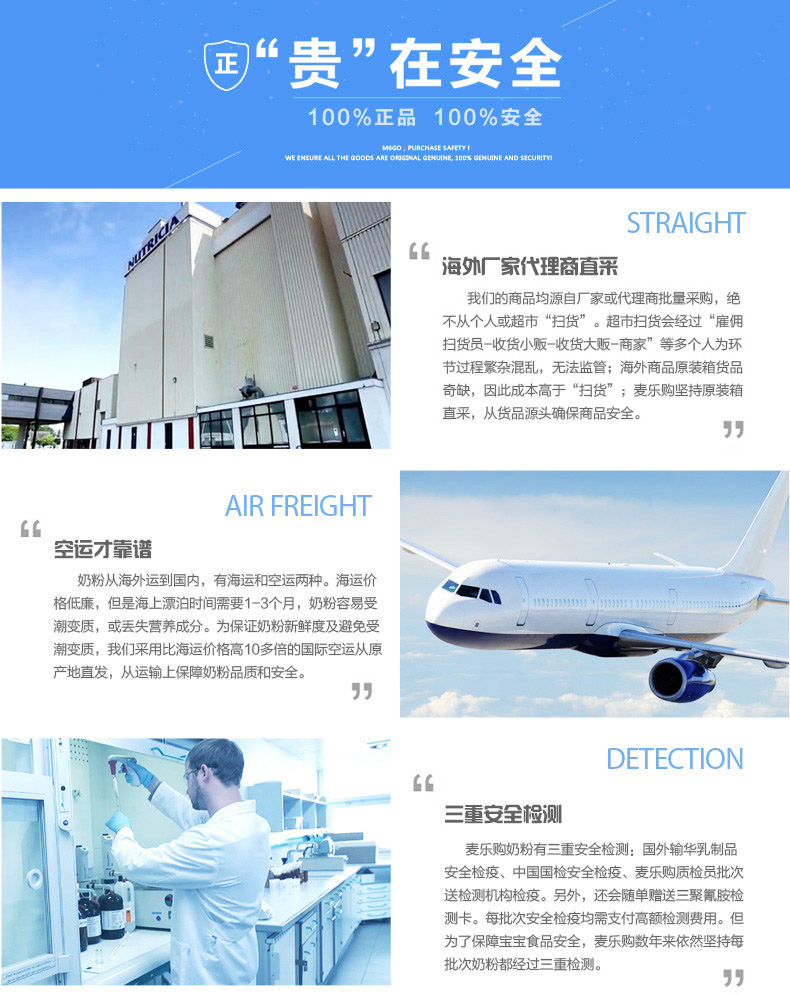 正
“贵”在安全
100%正品 100%安全
M6GO , PURCHASE SAFETY !
WE ENSURE ALL THE GOODS ARE ORIGINAL GENUINE, 100% GENUINE AND SECURITY!
NUTRICIA
STRAIGHT
“
海外厂家代理商直采
我们的商品均源自厂家或代理商批量采购，绝
不从个人或超市“扫货”。超市扫货会经过“雇佣
扫货员-收货小贩-收货大贩-商家”等多个人为环
节过程繁杂混乱，无法监管；海外商品原装箱货品
奇缺，因此成本高于“扫货”；麦乐购坚持原装箱
直采，从货品源头确保商品安全。
”
AIR FREIGHT
“
空运才靠谱
奶粉从海外运到国内，有海运和空运两种。海运价
格低廉，但是海上漂泊时间需要1-3个月，奶粉容易受
潮变质，或丢失营养成分。为保证奶粉新鲜度及避免受
潮变质，我们采用比海运价格高10多倍的国际空运从原
产地直发，从运输上保障奶粉品质和安全。
”
DETECTION
“
三重安全检测
麦乐购奶粉有三重安全检测：国外输华乳制品
安全检疫、中国国检安全检疫、麦乐购质检员批次
送检测机构检疫。另外，还会随单赠送三聚氰胺检
测卡。每批次安全检疫均需支付高额检测费用。但
为了保障宝宝食品安全，麦乐购数年来依然坚持每
批次奶粉都经过三重检测。
”